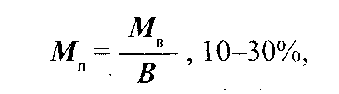 Mп = Mв / B , 10–30%,